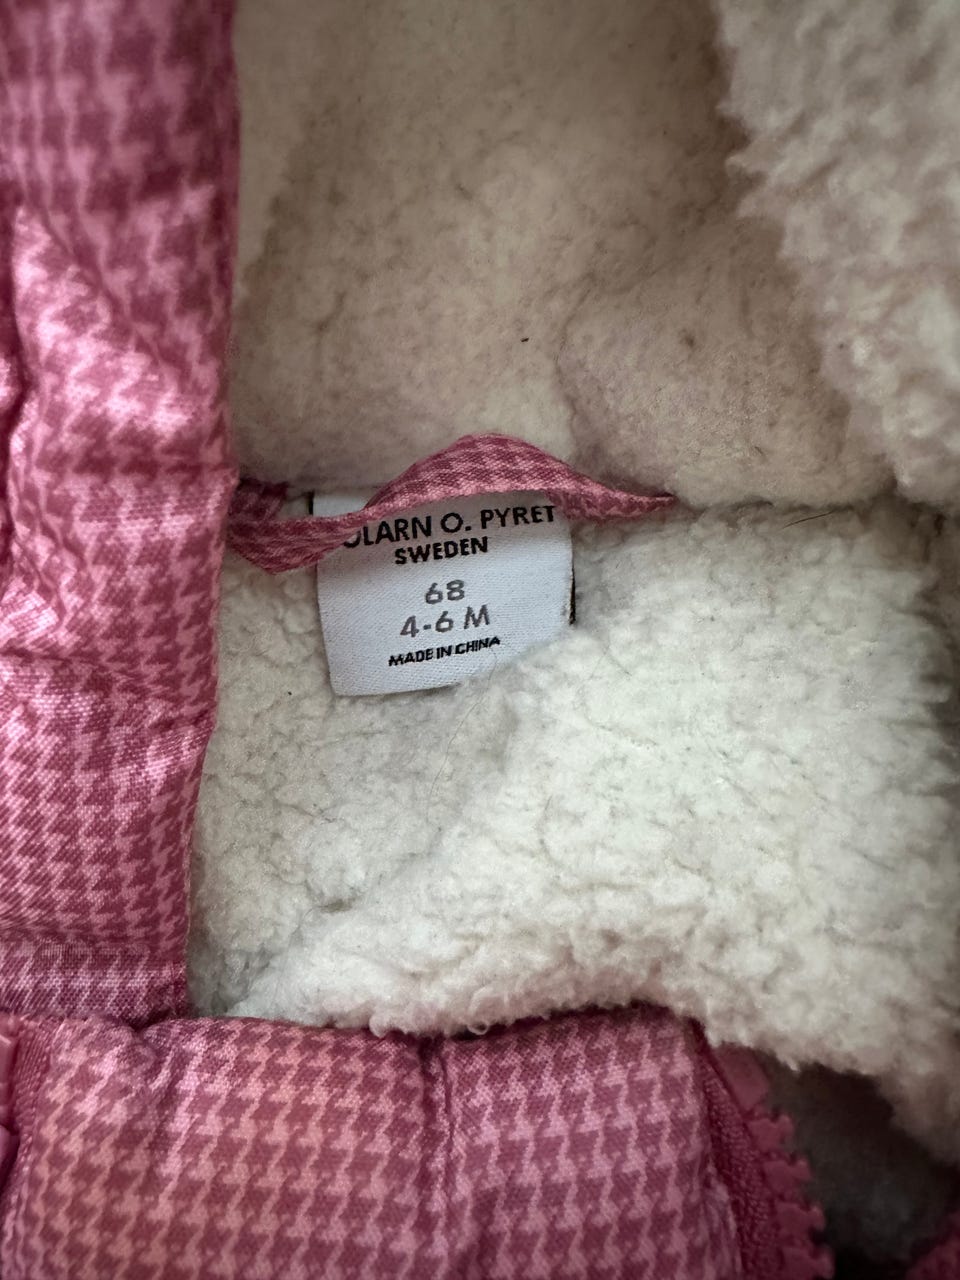 OLARN O. PYRET
SWEDEN
68
4-6 M
MADE IN CHINA